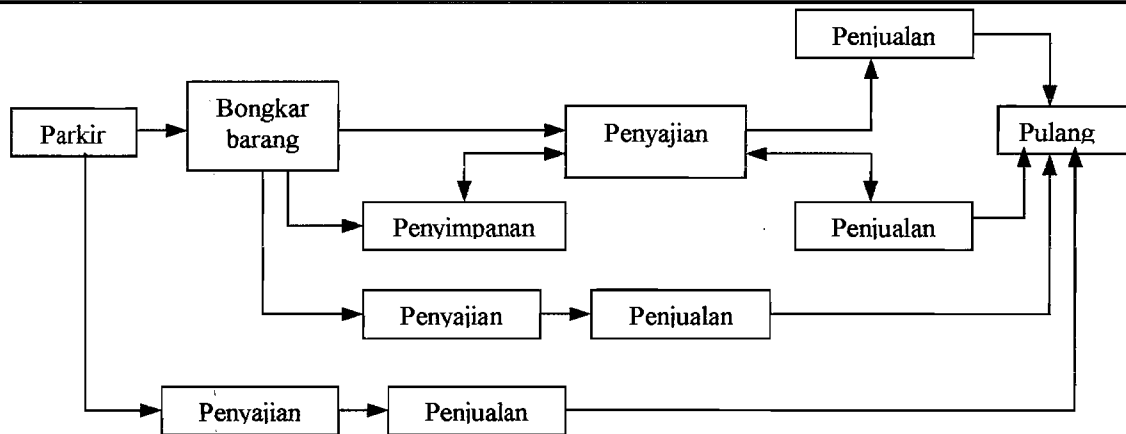 Penjualan
Parkir
Bongkar
barang
Penyajian
Pulang
Penyimpanan
Penjualan
Penyajian
Penjualan
Penyajian
Penjualan